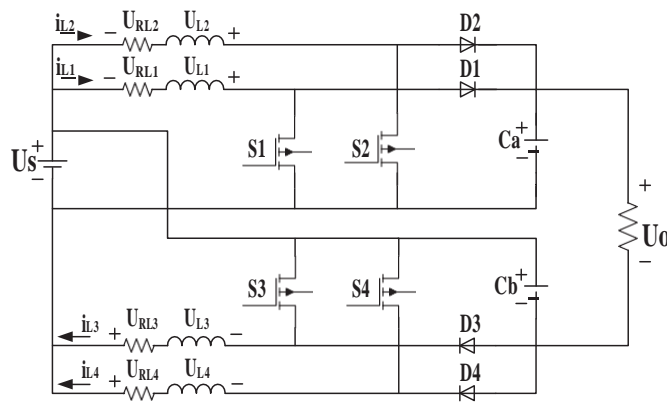 iL2 − URL2 UL2 + D2
iL1 − URL1 UL1 + D1
S1 S2 + Ca −
+ Us −
+ Uo −
S3 S4 Cb + −
iL3 + URL3 UL3 − D3
iL4 + URL4 UL4 − D4